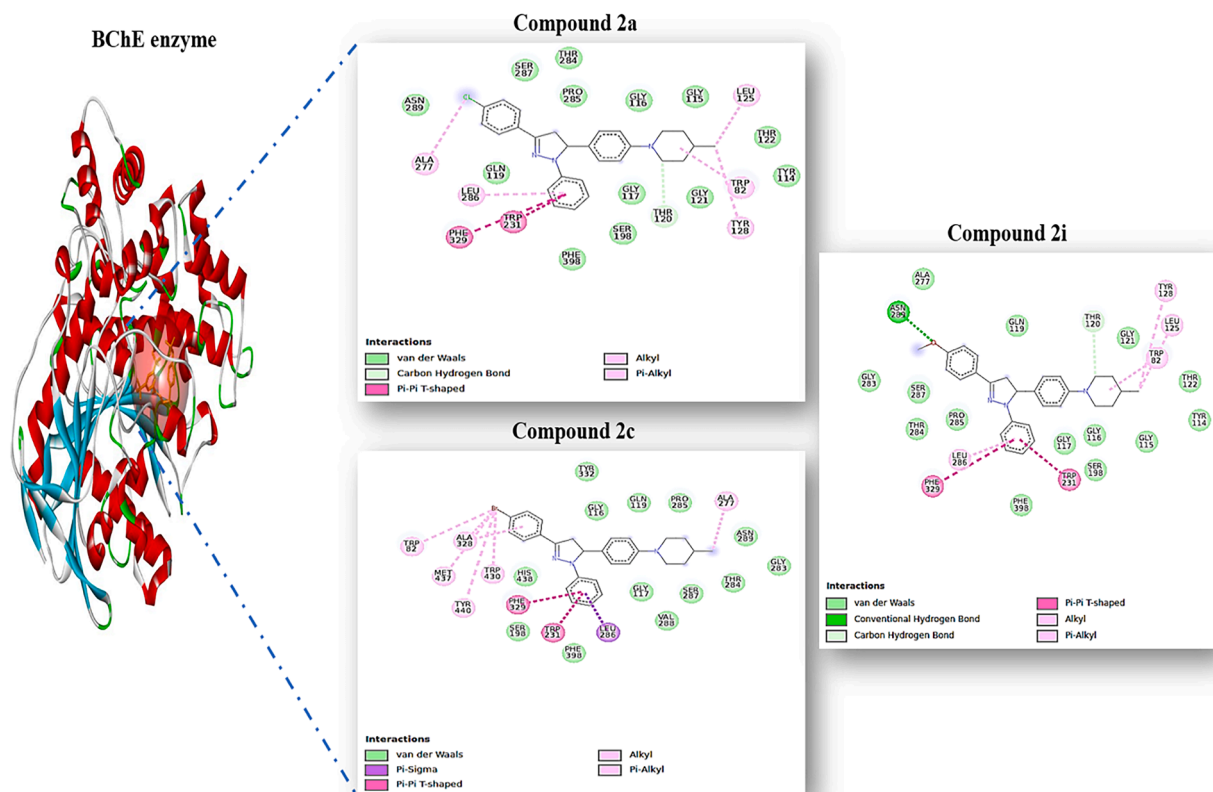 BChE enzyme
Compound 2a
THR
284
SER
287
ASN
289
PRO
285
GLY
116
GLY
115
LEU
125
Cl
THR
122
ALA
277
GLN
119
TYR
114
LEU
286
N
N
N
GLY
117
GLY
121
TRP
82
THR
120
TRP
231
PHE
329
SER
198
TYR
128
PHE
398
Interactions
van der Waals
Carbon Hydrogen Bond
Pi-Pi T-shaped
Alkyl
Pi-Alkyl
Compound 2c
TYR
332
GLY
116
GLN
119
PRO
285
ALA
277
Br
TRP
82
ALA
328
ASN
289
MET
437
TRP
430
HIS
438
N
N
N
GLY
283
THR
284
TYR
440
PHE
329
GLY
117
SER
287
SER
198
TRP
231
LEU
286
VAL
288
PHE
398
Interactions
van der Waals
Pi-Sigma
Pi-Pi T-shaped
Alkyl
Pi-Alkyl
Compound 2i
ALA
277
TYR
128
ASN
289
GLN
119
THR
120
LEU
125
GLY
121
O
TRP
82
GLY
283
SER
287
THR
122
N
N
N
PRO
285
THR
284
TYR
114
GLY
117
GLY
116
GLY
115
LEU
286
SER
198
PHE
329
TRP
231
PHE
398
Interactions
van der Waals
Conventional Hydrogen Bond
Carbon Hydrogen Bond
Pi-Pi T-shaped
Alkyl
Pi-Alkyl